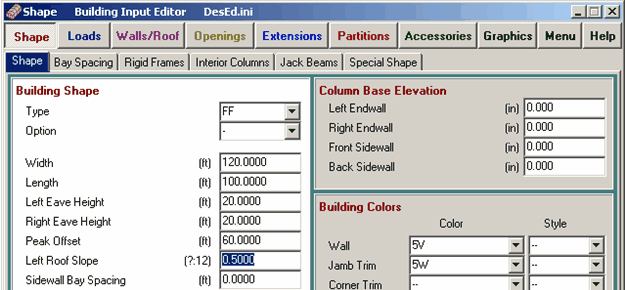 Shape Building Input Editor DesEd.ini
Shape Loads Walls/Roof Openings Extensions Partitions Accessories Graphics Menu Help
Shape Bay Spacing Rigid Frames Interior Columns Jack Beams Special Shape
Building Shape
Type FF
Option -
Width (ft) 120.0000
Length (ft) 100.0000
Left Eave Height (ft) 20.0000
Right Eave Height (ft) 20.0000
Peak Offset (ft) 60.0000
Left Roof Slope (?:12) 0.5000
Sidewall Bay Spacing (ft) 0.0000
Column Base Elevation
Left Endwall (in) 0.000
Right Endwall (in) 0.000
Front Sidewall (in) 0.000
Back Sidewall (in) 0.000
Building Colors
Color Style
Wall 5V --
Jamb Trim 5W --
Corner Trim -- --